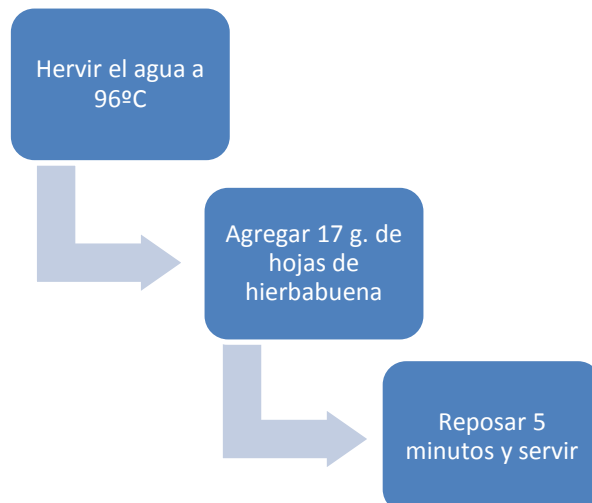 Hervir el agua a
96ºC
Agregar 17 g. de
hojas de
hierbabuena
Reposar 5
minutos y servir